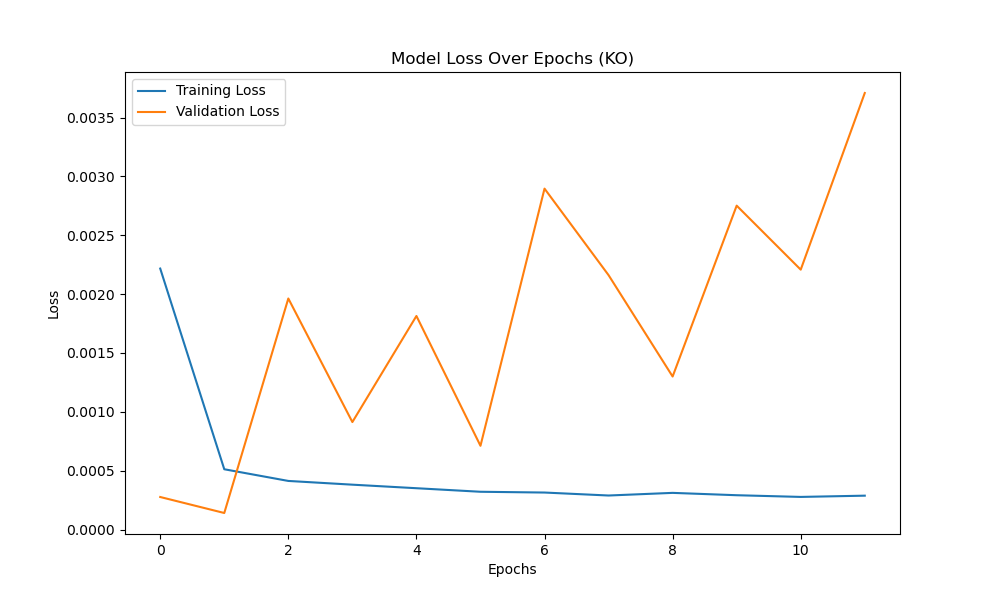 Model Loss Over Epochs (KO)
Training Loss
Validation Loss
0.0035
0.0030
0.0025
0.0020
0.0015
0.0010
0.0005
0.0000
Loss
0 2 4 6 8 10
Epochs